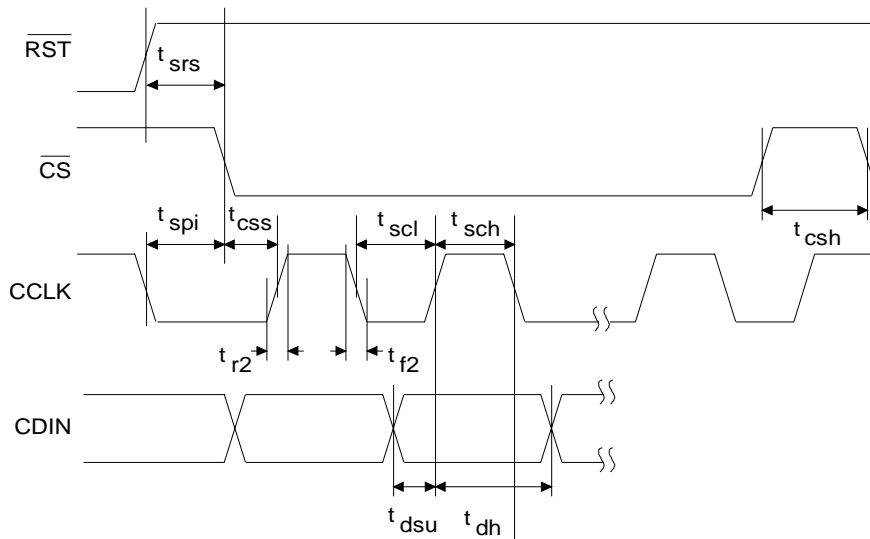 RST
t srs
CS
t spi
t css
t scl
t sch
t csh
CCLK
t r2
t f2
CDIN
t dsu
t dh